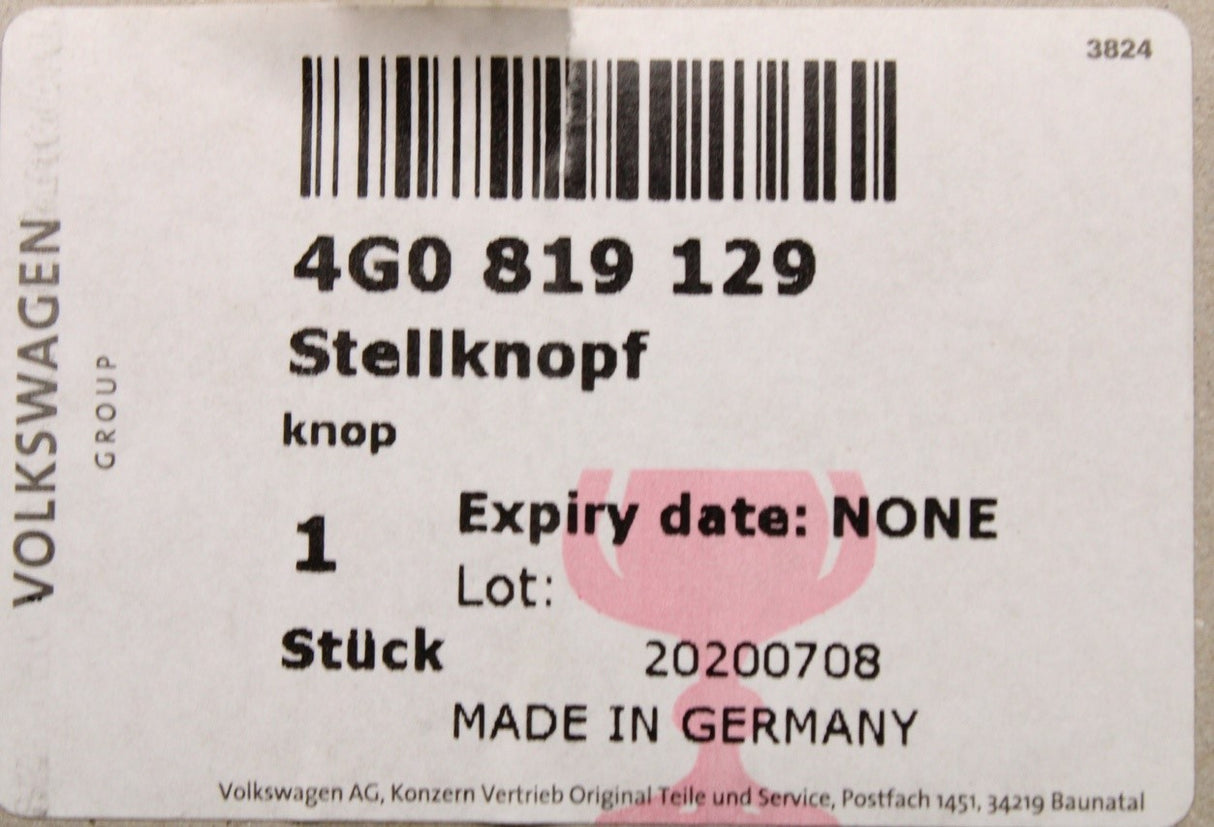 3824
VOLKSWAGEN
GROUP
4G0 819 129
Stellknopf
knop
1
Expiry date: NONE
Lot:
Stück
20200708
MADE IN GERMANY
Volkswagen AG, Konzern Vertrieb Original Teile und Service, Postfach 1451, 34219 Baunatal